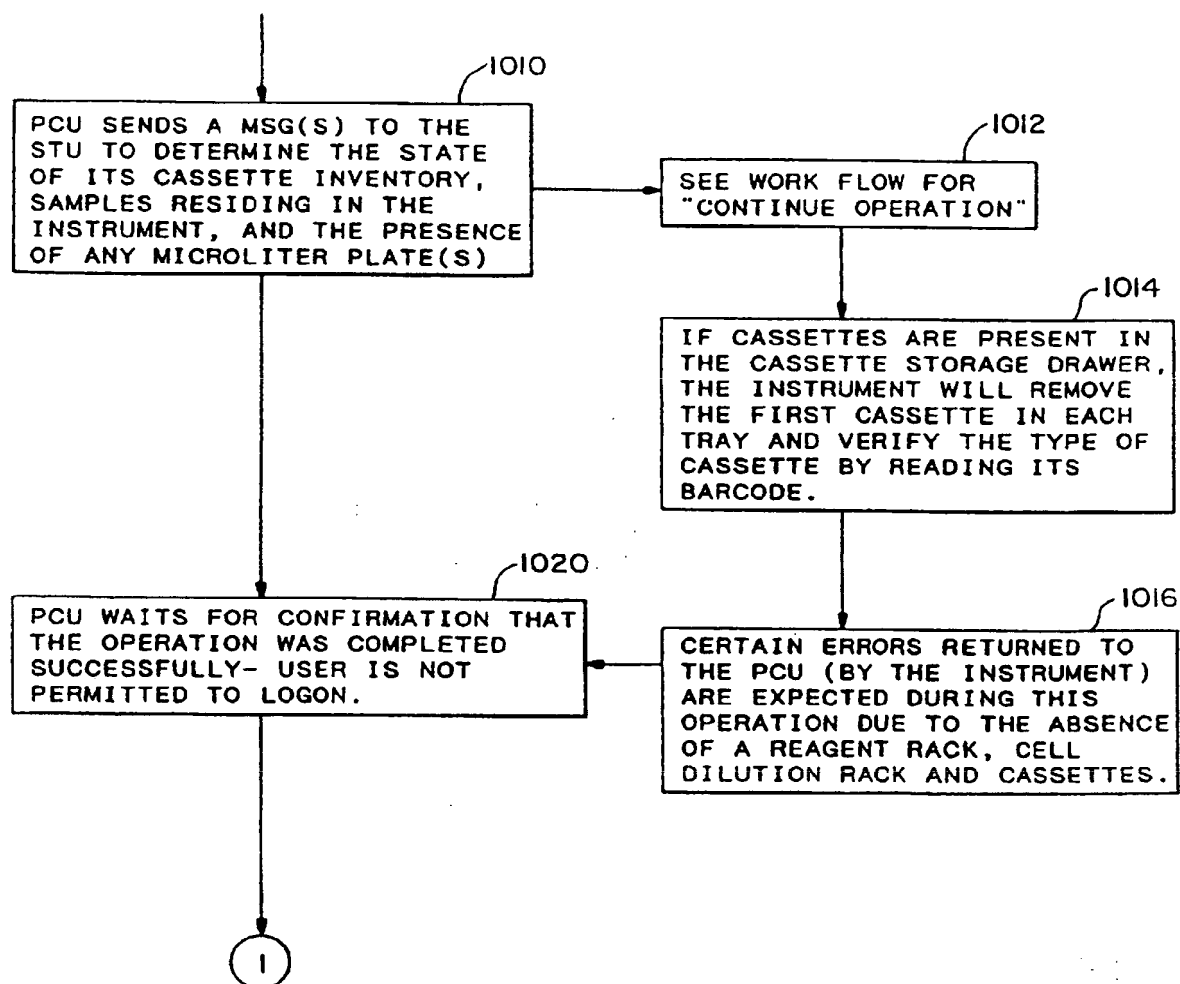 1010
PCU SENDS A MSG(S) TO THE
STU TO DETERMINE THE STATE
OF ITS CASSETTE INVENTORY,
SAMPLES RESIDING IN THE
INSTRUMENT, AND THE PRESENCE
OF ANY MICROLITER PLATE(S)
1012
SEE WORK FLOW FOR
"CONTINUE OPERATION"
1014
IF CASSETTES ARE PRESENT IN
THE CASSETTE STORAGE DRAWER,
THE INSTRUMENT WILL REMOVE
THE FIRST CASSETTE IN EACH
TRAY AND VERIFY THE TYPE OF
CASSETTE BY READING ITS
BARCODE.
1016
CERTAIN ERRORS RETURNED TO
THE PCU (BY THE INSTRUMENT)
ARE EXPECTED DURING THIS
OPERATION DUE TO THE ABSENCE
OF A REAGENT RACK, CELL
DILUTION RACK AND CASSETTES.
1020
PCU WAITS FOR CONFIRMATION THAT
THE OPERATION WAS COMPLETED
SUCCESSFULLY- USER IS NOT
PERMITTED TO LOGON.
1